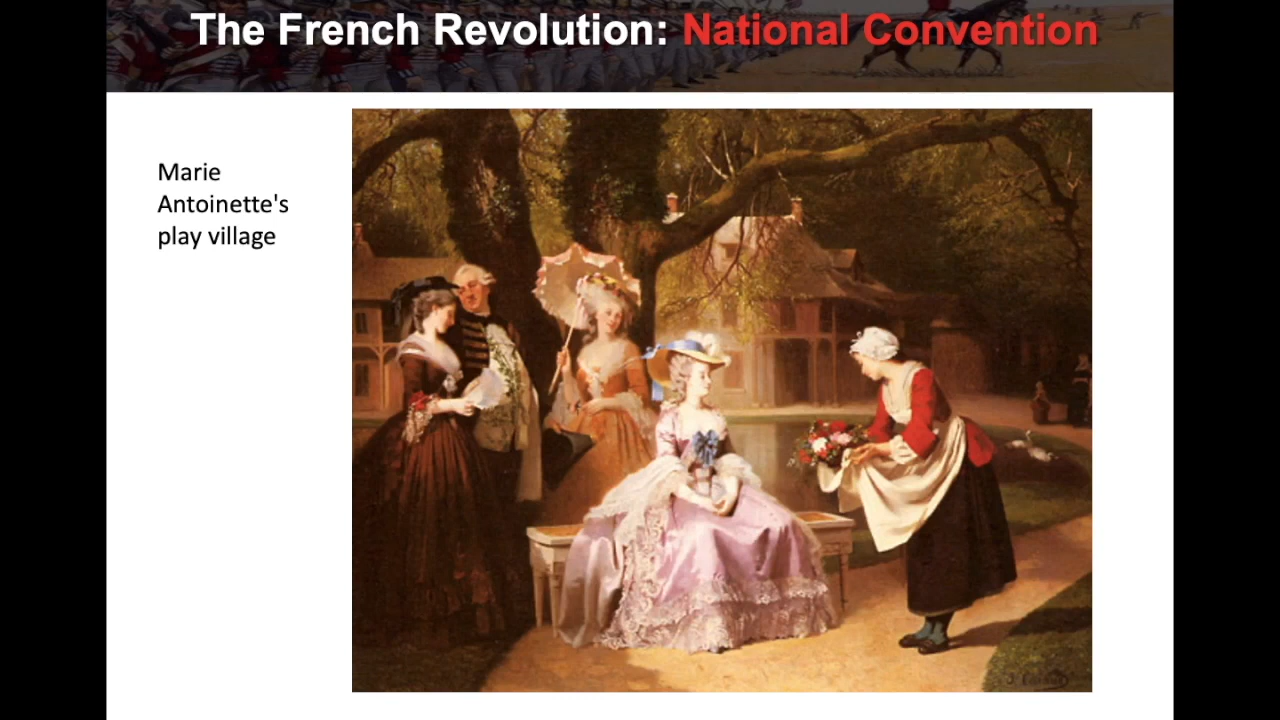 The French Revolution: National Convention
Marie
Antoinette's
play village